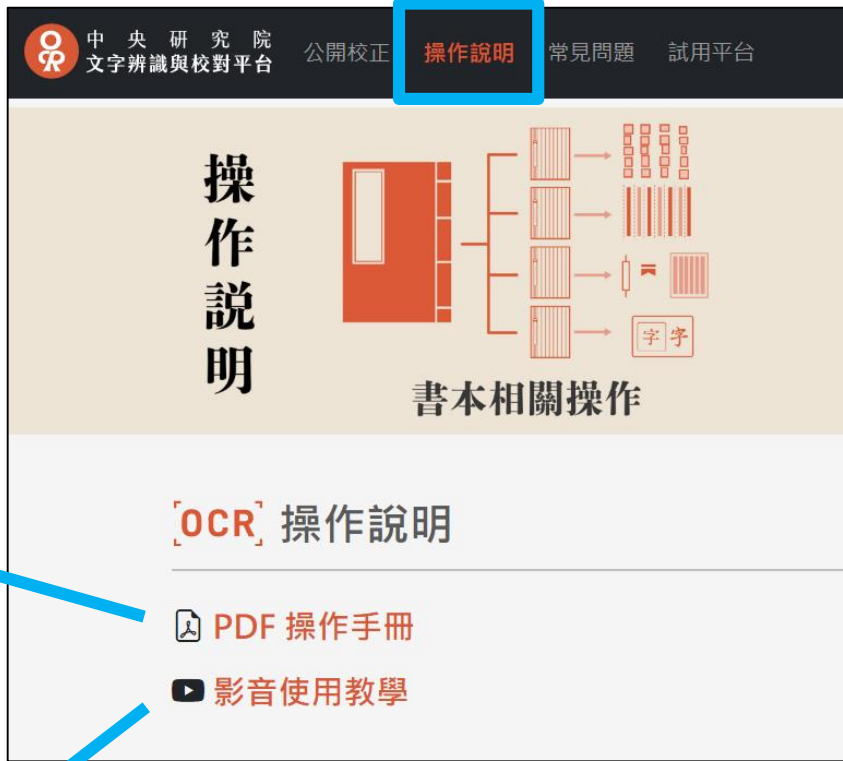 中央研究院
文字辨識與校對平台
公開校正 操作說明 常見問題 試用平台
操作說明
字字
書本相關操作
[OCR] 操作說明
PDF 操作手冊
影音使用教學